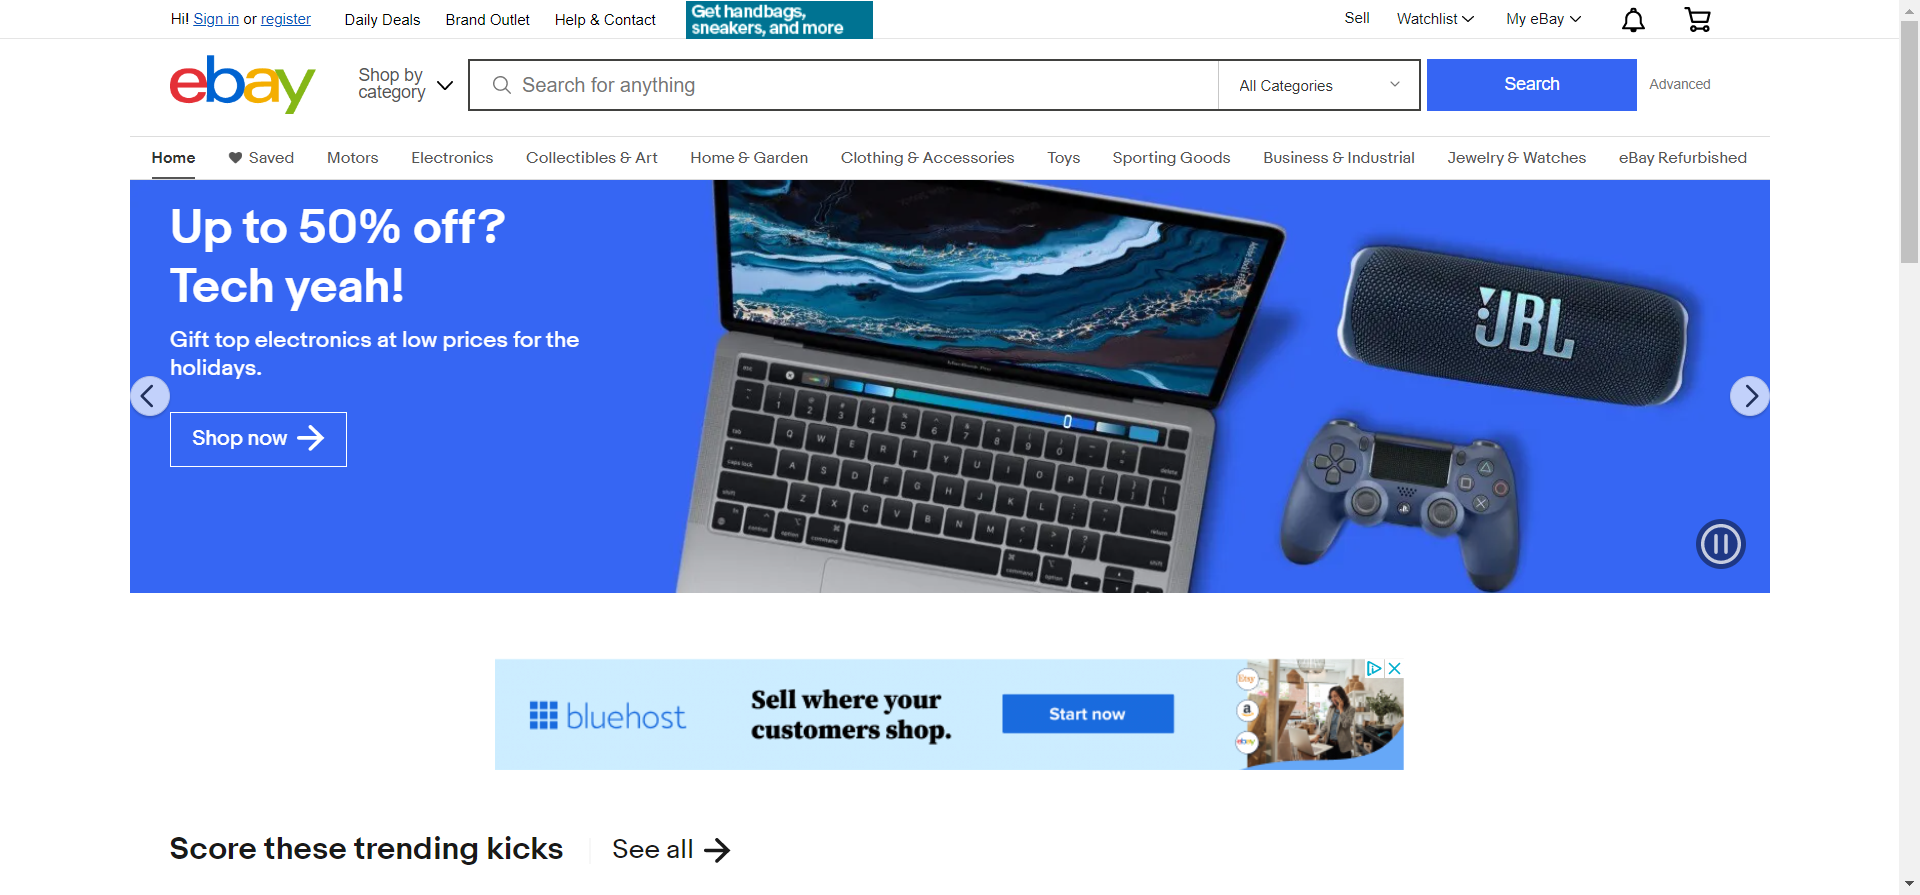 Hi! Sign in or register
Daily Deals
Brand Outlet
Help & Contact
Get handbags,
sneakers, and more
Sell
Watchlist
My eBay
ebay
Shop by
category
Search for anything
All Categories
Search
Advanced
Home
Saved
Motors
Electronics
Collectibles & Art
Home & Garden
Clothing & Accessories
Toys
Sporting Goods
Business & Industrial
Jewelry & Watches
eBay Refurbished
Up to 50% off?
Tech yeah!
Gift top electronics at low prices for the
holidays.
Shop now
MacBook Pro
JBL
bluehost
Sell where your
customers shop.
Start now
Etsy
a
ebay
Score these trending kicks
See all